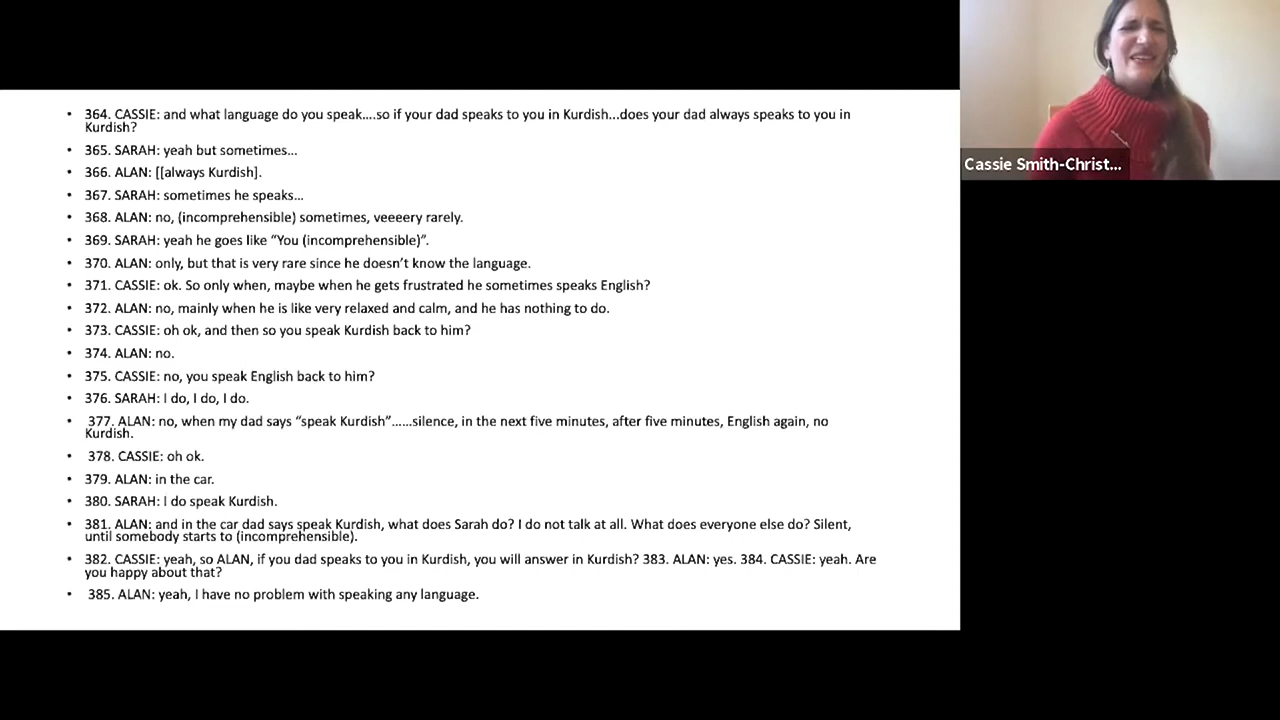 • 364. CASSIE: and what language do you speak....so if your dad speaks to you in Kurdish...does your dad always speaks to you in
Kurdish?
• 365. SARAH: yeah but sometimes…
• 366. ALAN: [[always Kurdish].
• 367. SARAH: sometimes he speaks…
• 368. ALAN: no, (incomprehensible) sometimes, veeeery rarely.
• 369. SARAH: yeah he goes like “You (incomprehensible)”.
• 370. ALAN: only, but that is very rare since he doesn’t know the language.
• 371. CASSIE: ok. So only when, maybe when he gets frustrated he sometimes speaks English?
• 372. ALAN: no, mainly when he is like very relaxed and calm, and he has nothing to do.
• 373. CASSIE: oh ok, and then so you speak Kurdish back to him?
• 374. ALAN: no.
• 375. CASSIE: no, you speak English back to him?
• 376. SARAH: I do, I do, I do.
• 377. ALAN: no, when my dad says “speak Kurdish”……silence, in the next five minutes, after five minutes, English again, no
Kurdish.
• 378. CASSIE: oh ok.
• 379. ALAN: in the car.
• 380. SARAH: I do speak Kurdish.
• 381. ALAN: and in the car dad says speak Kurdish, what does Sarah do? I do not talk at all. What does everyone else do? Silent,
until somebody starts to (incomprehensible).
• 382. CASSIE: yeah, so ALAN, if you dad speaks to you in Kurdish, you will answer in Kurdish? 383. ALAN: yes. 384. CASSIE: yeah. Are
you happy about that?
• 385. ALAN: yeah, I have no problem with speaking any language.
Cassie Smith-Christ...